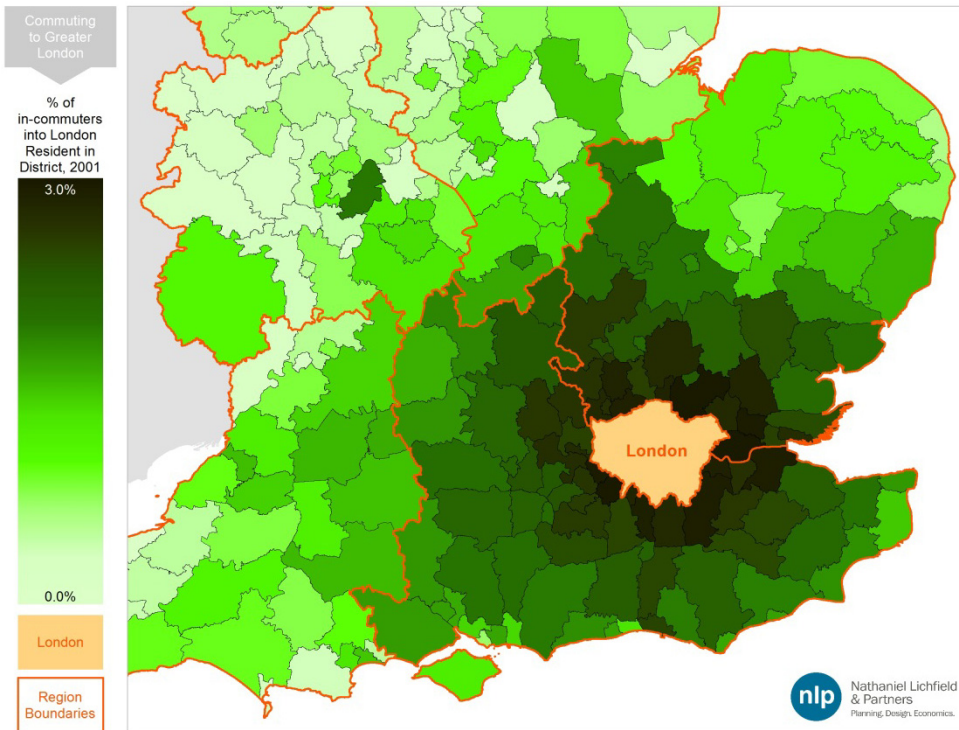 Commuting
to Greater
London
% of
in-commuters
into London
Resident in
District, 2001
3.0%
0.0%
London
Region
Boundaries
London
nlp
Nathaniel Lichfield
& Partners
Planning. Design. Economics.